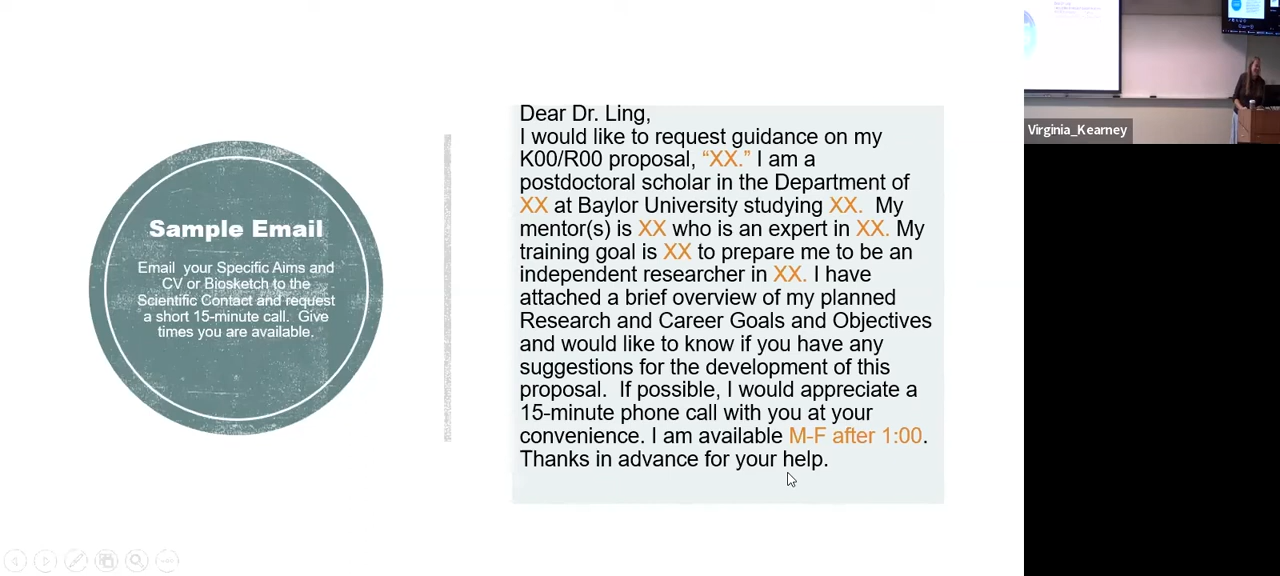 Sample Email
Email  your Specific Aims and
CV or Biosketch to the
Scientific Contact and request
a short 15-minute call.  Give
times you are available.
Dear Dr. Ling,
I would like to request guidance on my
K00/R00 proposal, “XX.” I am a
postdoctoral scholar in the Department of
XX at Baylor University studying XX.  My
mentor(s) is XX who is an expert in XX. My
training goal is XX to prepare me to be an
independent researcher in XX. I have
attached a brief overview of my planned
Research and Career Goals and Objectives
and would like to know if you have any
suggestions for the development of this
proposal.  If possible, I would appreciate a
15-minute phone call with you at your
convenience. I am available M-F after 1:00.
Thanks in advance for your help.
Virginia_Kearney